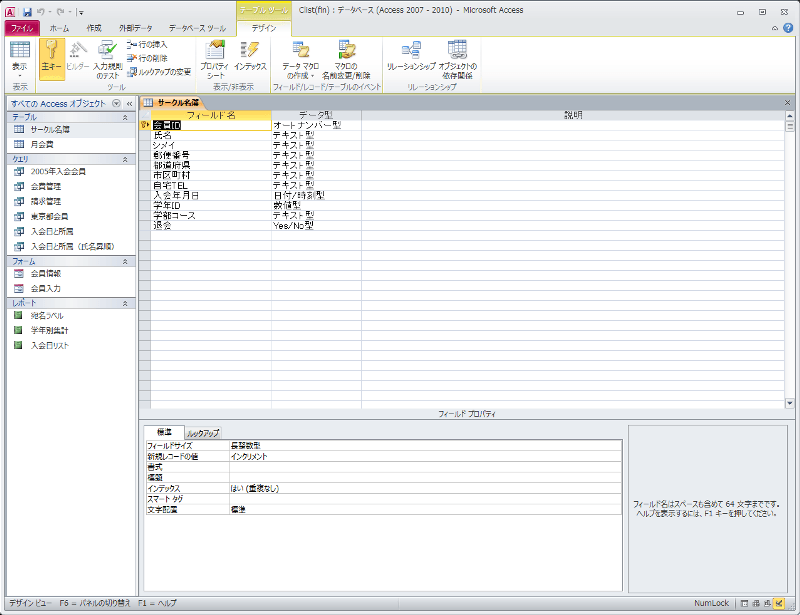 テーブル ツール
Clist(fin) : データベース (Access 2007 - 2010) - Microsoft Access
ファイル ホーム 作成 外部データ データベース ツール デザイン
表示 主キー ビルダー 入力規則のテスト 行の挿入 行の削除 ルックアップの変更 プロパティ シート インデックス データ マクロの作成 マクロの名前変更/削除 リレーションシップ オブジェクトの依存関係
表示 ツール 表示/非表示 フィールド/レコード/テーブルのイベント リレーションシップ
すべての Access オブジェクト
テーブル
サークル名簿
月会費
クエリ
2005年入会会員
会費管理
請求管理
東京都会員
入会日と所属
入会日と所属（氏名昇順）
フォーム
会員情報
会員入力
レポート
宛名ラベル
学年別集計
入会日リスト
サークル名簿
フィールド名 データ型 説明
会員ID オートナンバー型
氏名 テキスト型
シメイ テキスト型
郵便番号 テキスト型
都道府県 テキスト型
市区町村 テキスト型
自宅TEL テキスト型
入会年月日 日付/時刻型
学年ID 数値型
学部コース テキスト型
退会 Yes/No型
フィールド プロパティ
標準 ルックアップ
フィールドサイズ 長整数型
新規レコードの値 インクリメント
書式
標題
インデックス はい (重複なし)
スマート タグ
文字配置 標準
フィールド名はスペースも含めて 64 文字までです。
ヘルプを表示するには、F1 キーを押してください。
デザイン ビュー F6 = パネルの切り替え F1 = ヘルプ NumLock